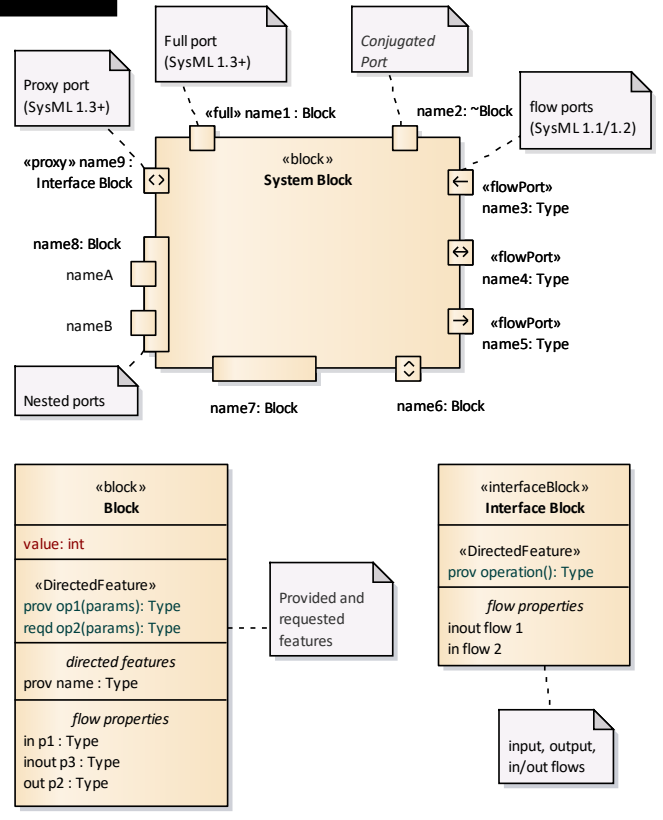 Full port
(SysML 1.3+)
Conjugated
Port
Proxy port
(SysML 1.3+)
flow ports
(SysML 1.1/1.2)
«full» name1 : Block
name2: ~Block
«proxy» name9 :
Interface Block
«block»
System Block
«flowPort»
name3: Type
name8: Block
nameA
nameB
«flowPort»
name4: Type
«flowPort»
name5: Type
Nested ports
name7: Block
name6: Block
«block»
Block
value: int
«DirectedFeature»
prov op1(params): Type
reqd op2(params): Type
directed features
prov name : Type
flow properties
in p1 : Type
inout p3 : Type
out p2 : Type
Provided and
requested
features
«interfaceBlock»
Interface Block
«DirectedFeature»
prov operation(): Type
flow properties
inout flow 1
in flow 2
input, output,
in/out flows